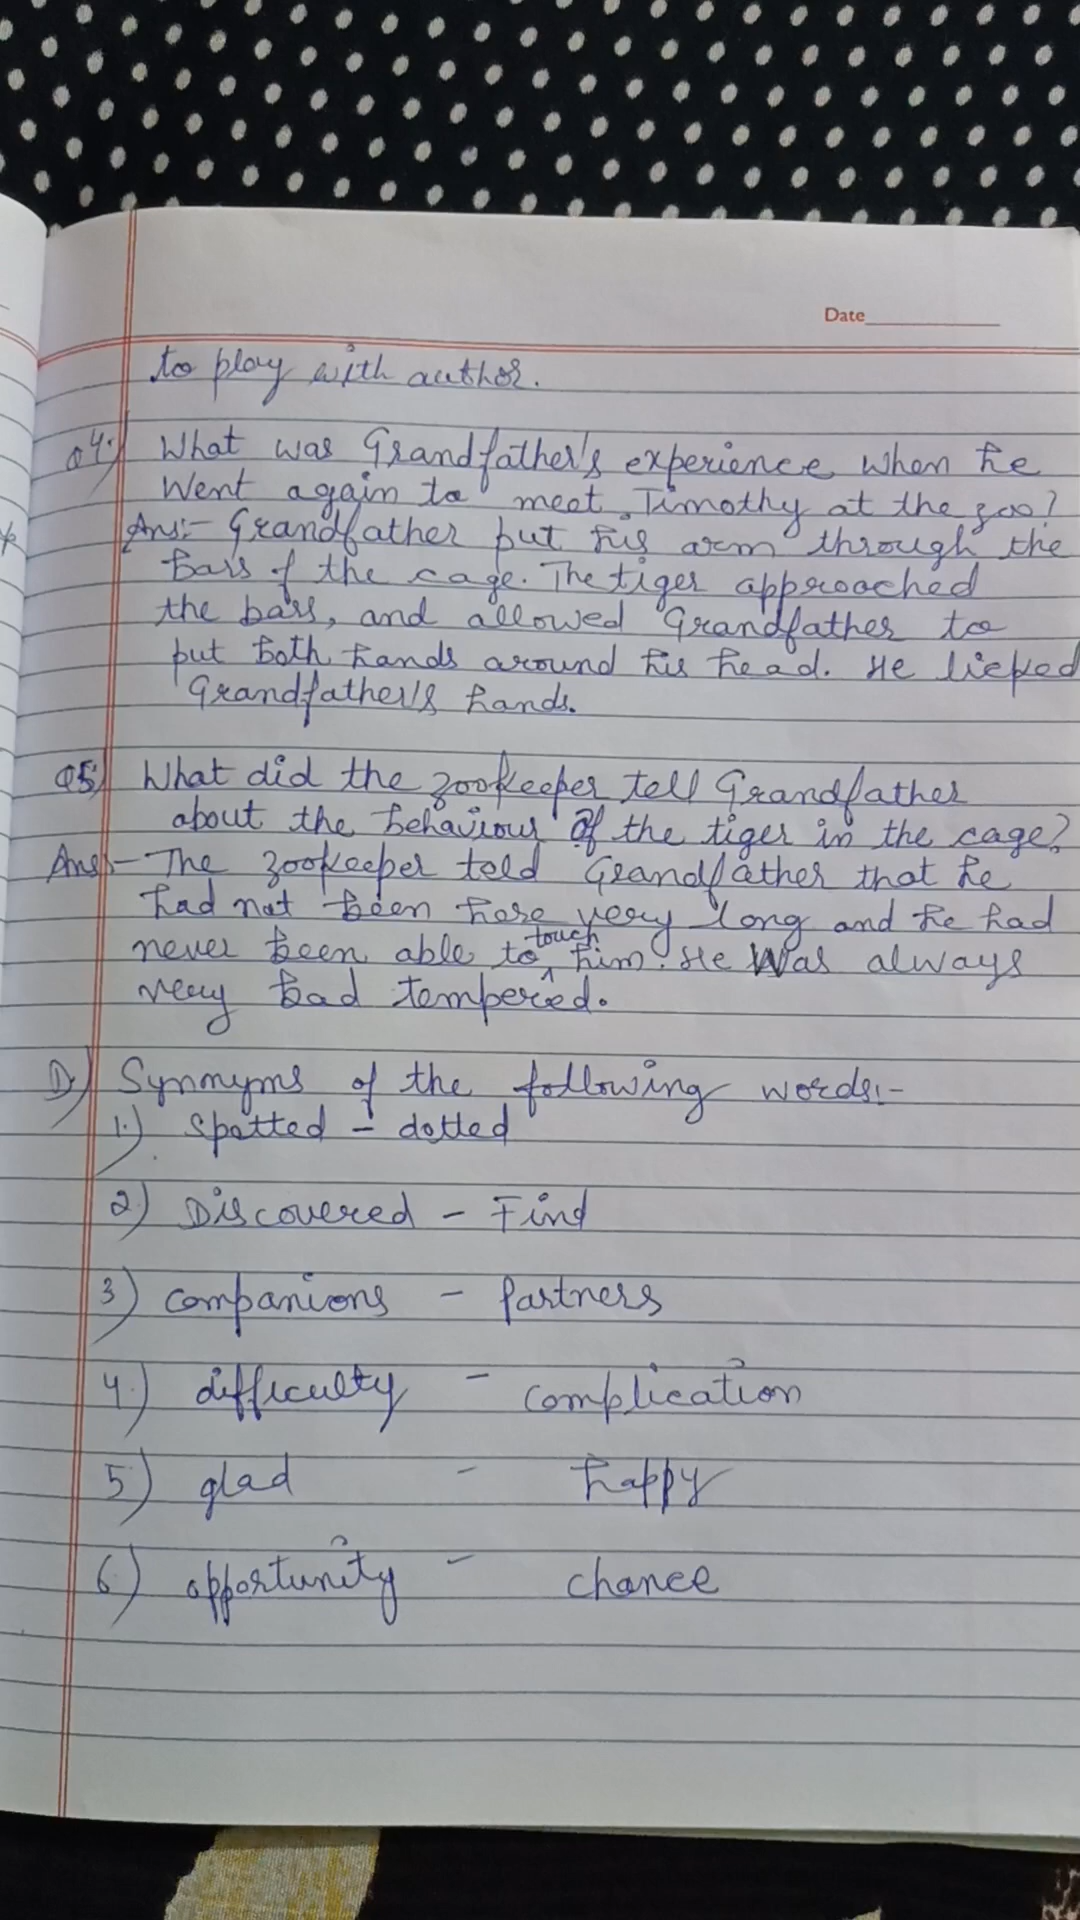 Date
to play with author.
Q4.) What was Grandfather's experience when he
Went again to meet Timothy at the zoo?
Ans:- Grandfather put his arm through the
bars of the cage. The tiger approached
the bars, and allowed Grandfather to
put both hands around his head. He licked
Grandfather's hands.
Q5.) What did the zookeeper tell Grandfather
about the behaviour of the tiger in the cage?
Ans:- The zookeeper told Grandfather that he
had not been here very long and he had
never been able to touch him. He was always
very bad tempered.
D.) Synonyms of the following words:-
1.) Spotted - dotted
2) Discovered - Find
3) companions - Partners
4.) difficulty - complication
5) glad - happy
6) opportunity - chance